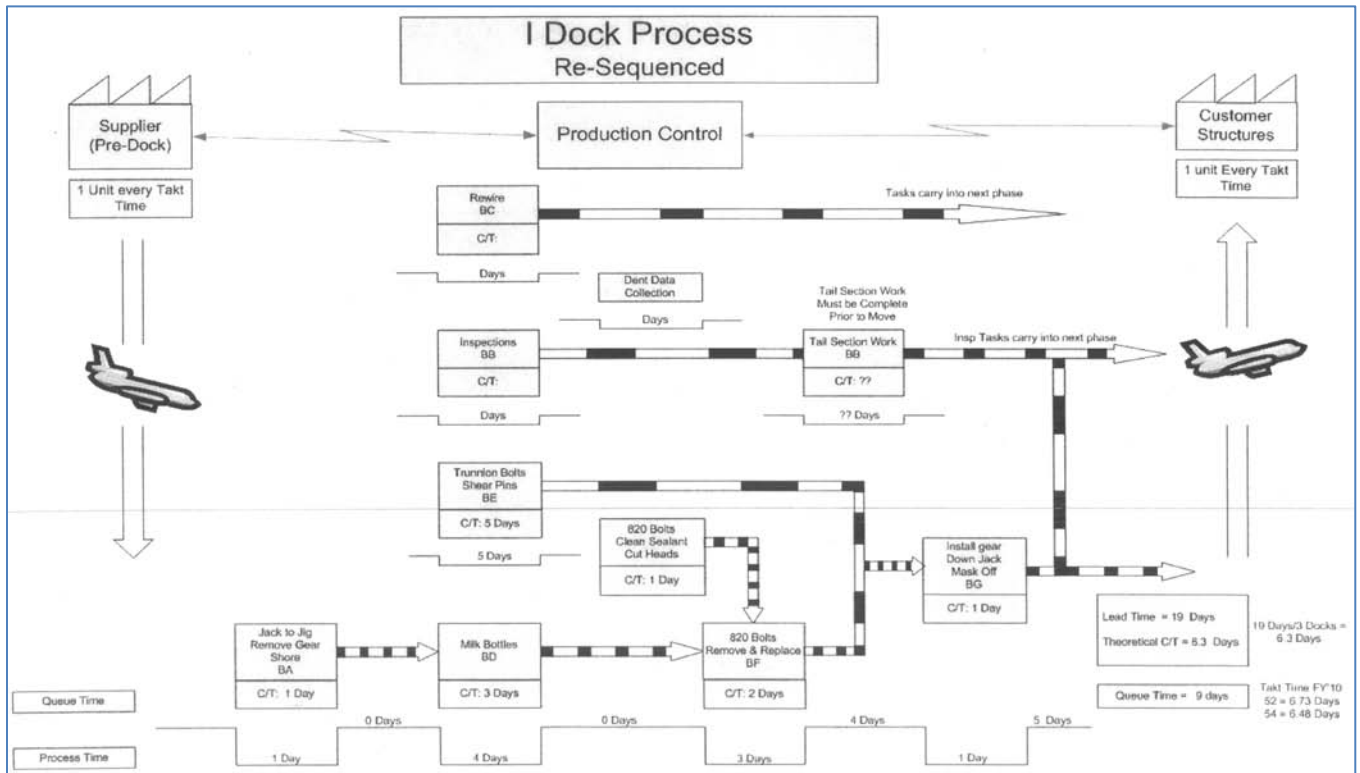 I Dock Process
Re-Sequenced
Supplier
(Pre-Dock)
Production Control
Customer
Structures
1 Unit every Takt
Time
1 unit Every Takt
Time
Rewire
BC
C/T:
Days
Tasks carry into next phase
Dent Data
Collection
Days
Tail Section Work
Must be Complete
Prior to Move
Inspections
BB
C/T:
Days
Tail Section Work
BB
C/T: ??
?? Days
Insp Tasks carry into next phase
Trunnion Bolts
Shear Pins
BE
C/T: 5 Days
5 Days
820 Bolts
Clean Sealant
Cut Heads
C/T: 1 Day
Install gear
Down Jack
Mask Off
BG
C/T: 1 Day
Jack to Jig
Remove Gear
Shore
BA
C/T: 1 Day
Milk Bottles
BD
C/T: 3 Days
820 Bolts
Remove & Replace
BF
C/T: 2 Days
Lead Time = 19 Days
Theoretical C/T = 6.3 Days
19 Days/3 Docks =
6.3 Days
Queue Time = 9 days
Takt Time FY'10
52 = 6.73 Days
54 = 6.48 Days
Queue Time
0 Days
0 Days
4 Days
5 Days
Process Time
1 Day
4 Days
3 Days
1 Day